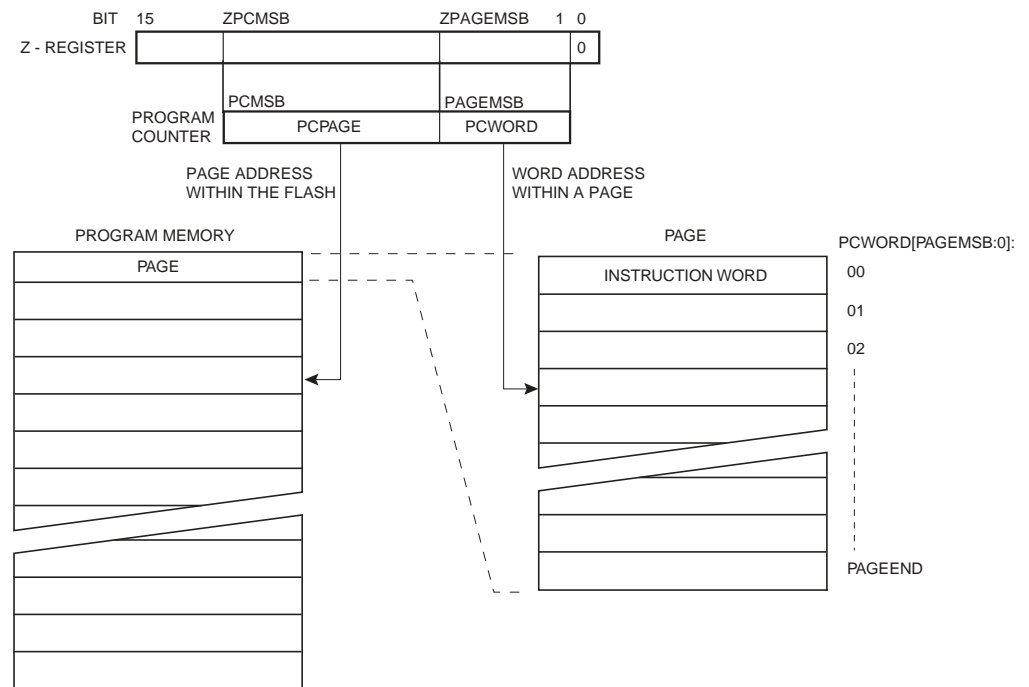 BIT 15 ZPCMSB ZPAGEMSB 1 0
Z - REGISTER 0
PCMSB PAGEMSB
PROGRAM
COUNTER
PCPAGE PCWORD
PAGE ADDRESS
WITHIN THE FLASH
WORD ADDRESS
WITHIN A PAGE
PROGRAM MEMORY
PAGE
PAGE
INSTRUCTION WORD
PCWORD[PAGEMSB:0]:
00
01
02
PAGEEND